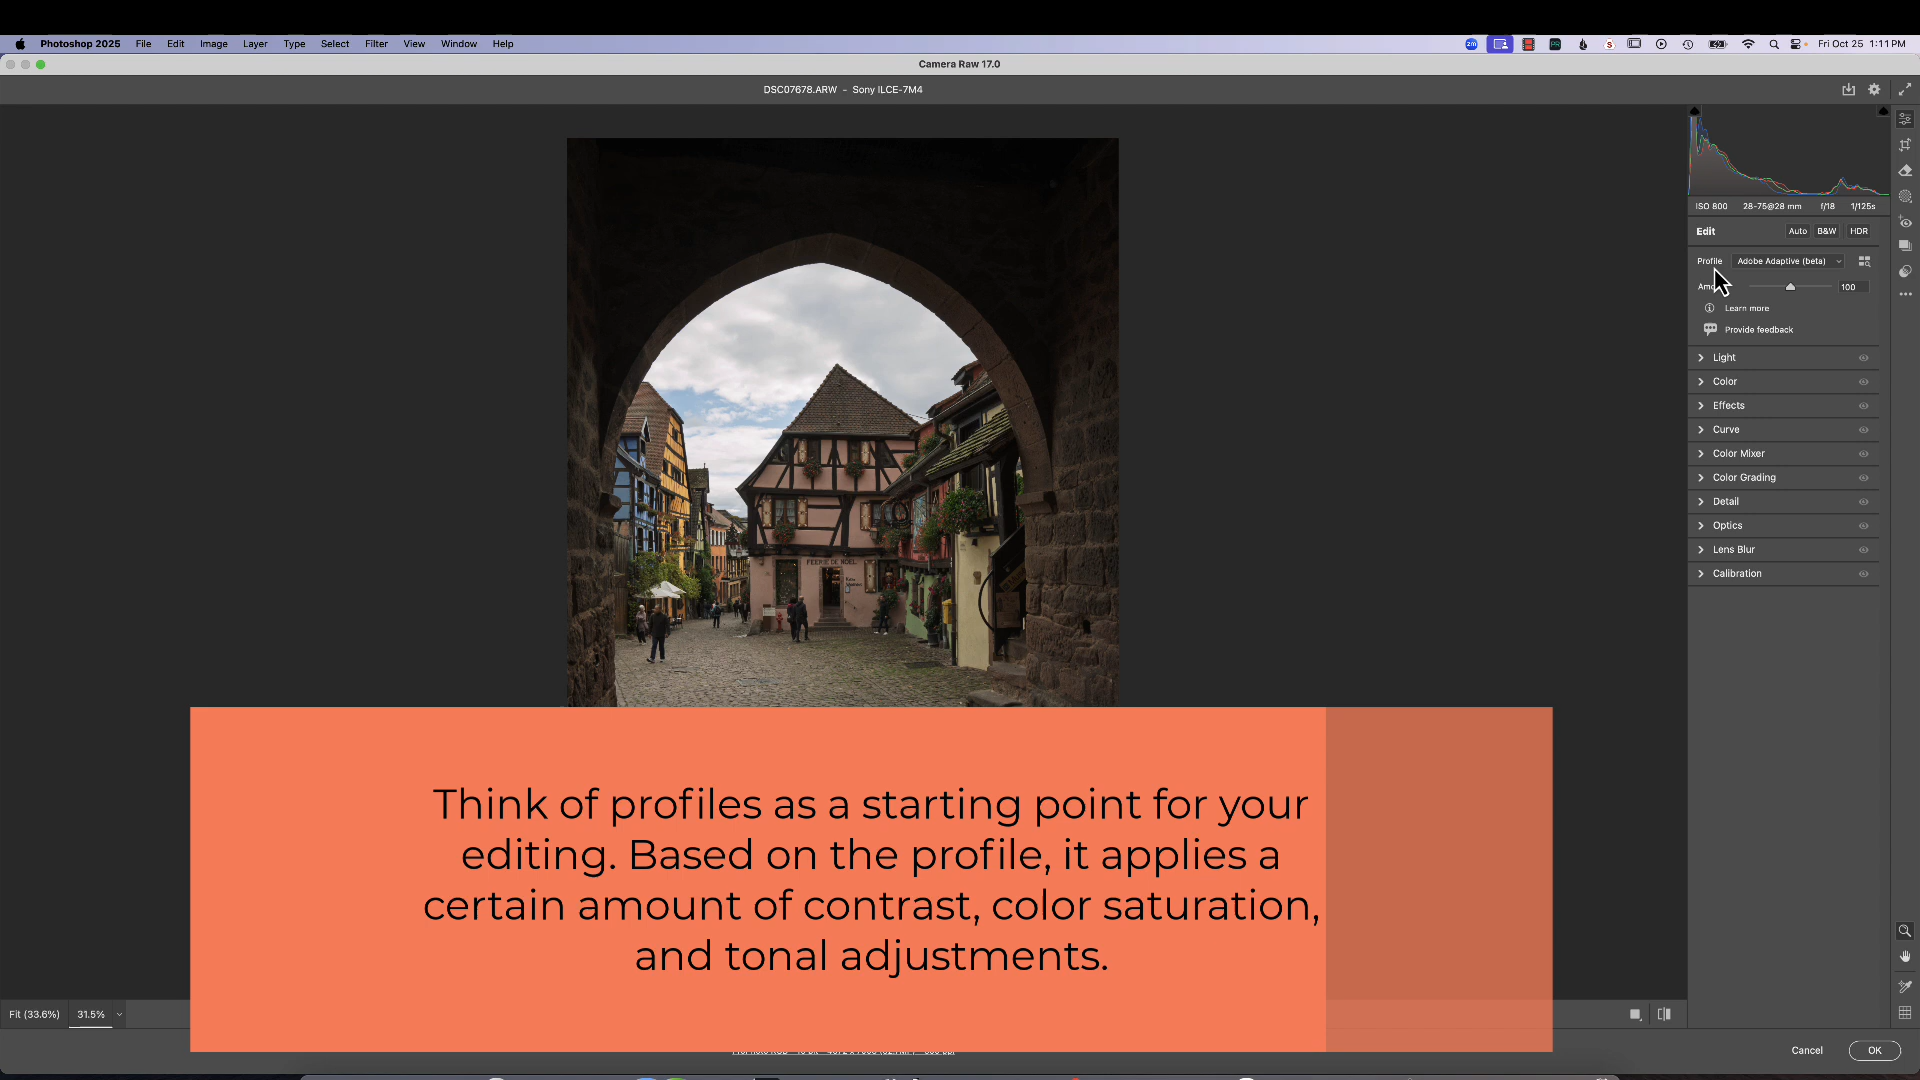 Photoshop 2025 File Edit Image Layer Type Select Filter View Window Help
Fri Oct 25 1:11 PM
Camera Raw 17.0
DSC07678.ARW - Sony ILCE-7M4
ISO 800 28-75@28 mm f/18 1/125s
Edit Auto B&W HDR
Profile Adobe Adaptive (beta)
100
Learn more
Provide feedback
Light
Color
Effects
Curve
Color Mixer
Color Grading
Detail
Optics
Lens Blur
Calibration
FEERIE DE NOEL
Think of profiles as a starting point for your
editing. Based on the profile, it applies a
certain amount of contrast, color saturation,
and tonal adjustments.
Fit (33.6%) 31.5%
Cancel OK